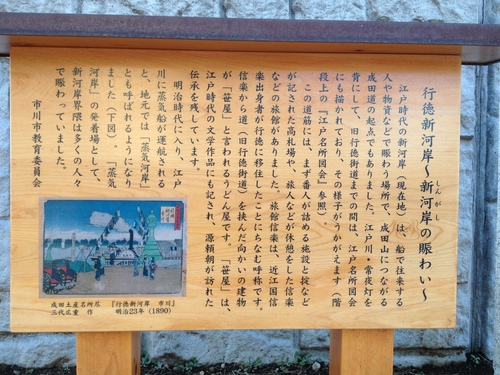 行徳新河岸～新河岸の賑わい～
しんがし
江戸時代の新河岸（現在地）は、船で往来する
人や物資などで賑わう場所で、成田山につながる
成田道の起点でもありました。江戸川・常夜灯を
背にして、旧行徳街道までの間は、江戸名所図会
にも描かれており、その様子がうかがえます（階
段上の『江戸名所図会』参照）。
この道筋には、まず番人が詰める施設と掟など
が記された高札場や、旅人などが休憩をした信楽
などの旅館がありました。旅館信楽は、近江国信
楽出身者が行徳に移住したことにちなむ呼称です。
信楽から道（旧行徳街道）を挟んだ向かいの建物
が「笹屋」と言われるうどん屋です。「笹屋」は、
江戸時代の文学作品にも記され、源頼朝が訪れた
伝承を残しています。
明治時代に入り、江戸
川に蒸気船が運航される
と、地元では「蒸気河岸」
とも呼ばれるようになり
ました（下図）。「蒸気
河岸」の発着場として、
新河岸界隈は多くの人々
で賑わっていました。
市川市教育委員会
成田土産名所尽 『行徳新河岸 市川』
三代広重 作 明治23年（1890）